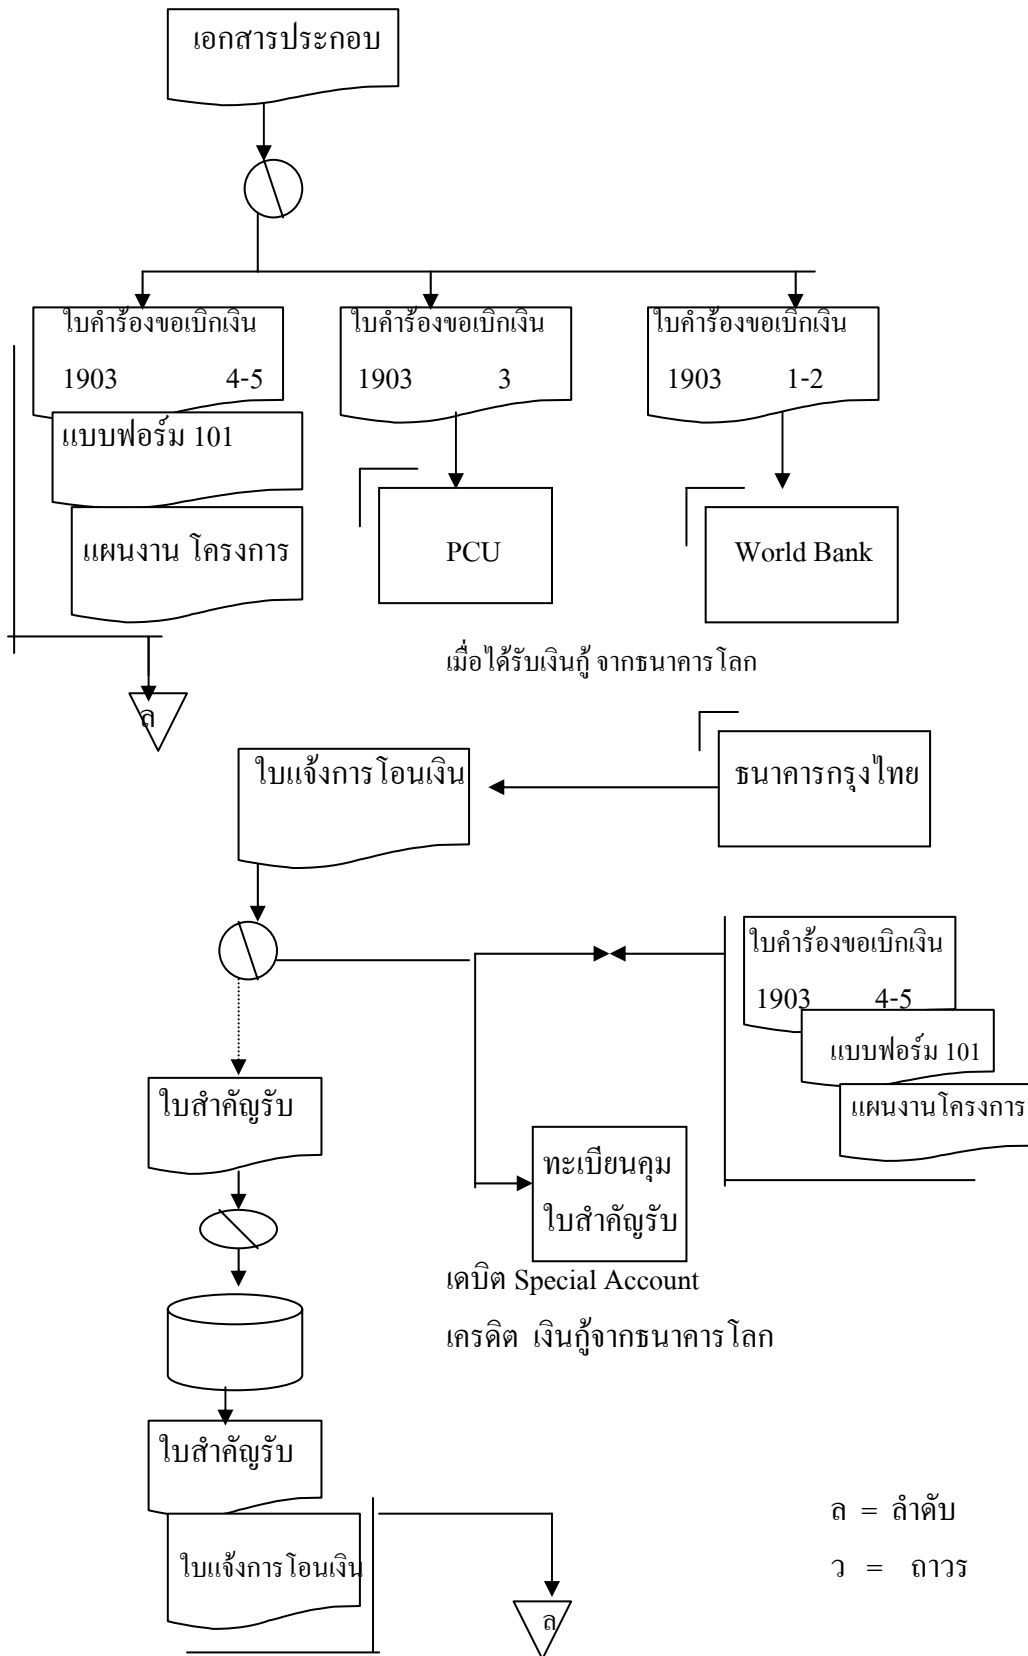 เอกสารประกอบ
ใบคำร้องขอเบิกเงิน
1903 4-5
แบบฟอร์ม 101
แผนงาน โครงการ
ใบคำร้องขอเบิกเงิน
1903 3
PCU
ใบคำร้องขอเบิกเงิน
1903 1-2
World Bank
เมื่อได้รับเงินกู้ จากธนาคารโลก
ล
ใบแจ้งการโอนเงิน
ธนาคารกรุงไทย
ใบคำร้องขอเบิกเงิน
1903 4-5
แบบฟอร์ม 101
แผนงานโครงการ
ใบสำคัญรับ
ทะเบียนคุม
ใบสำคัญรับ
เดบิต Special Account
เครดิต เงินกู้จากธนาคารโลก
ใบสำคัญรับ
ใบแจ้งการโอนเงิน
ล
ล = ลำดับ
ว = ถาวร